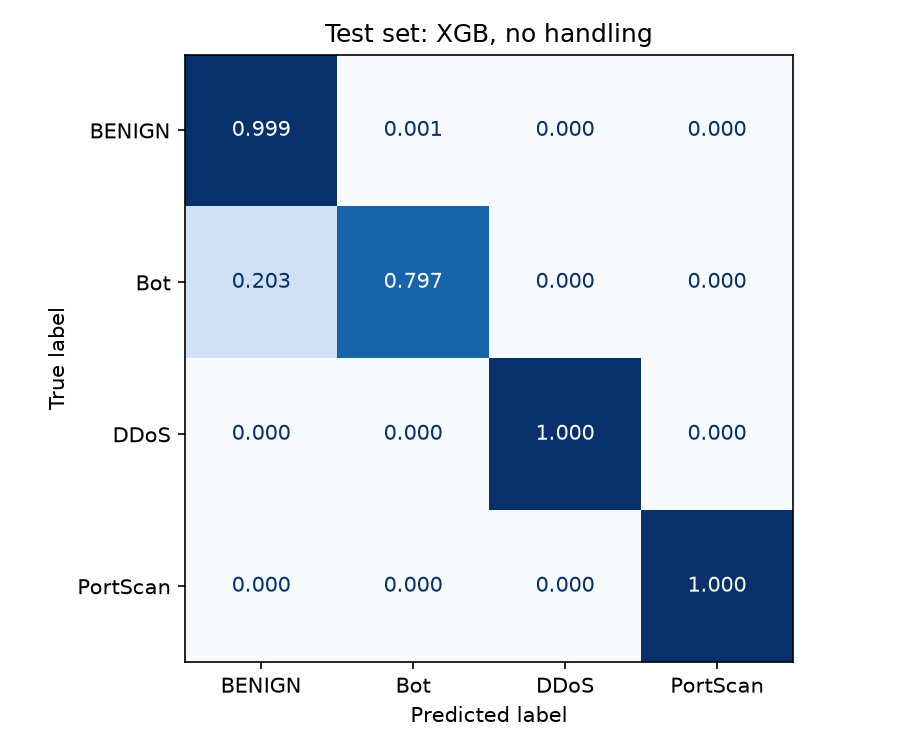 Test set: XGB, no handling
True label
BENIGN 0.999 0.001 0.000 0.000
Bot 0.203 0.797 0.000 0.000
DDoS 0.000 0.000 1.000 0.000
PortScan 0.000 0.000 0.000 1.000
BENIGN Bot DDoS PortScan
Predicted label